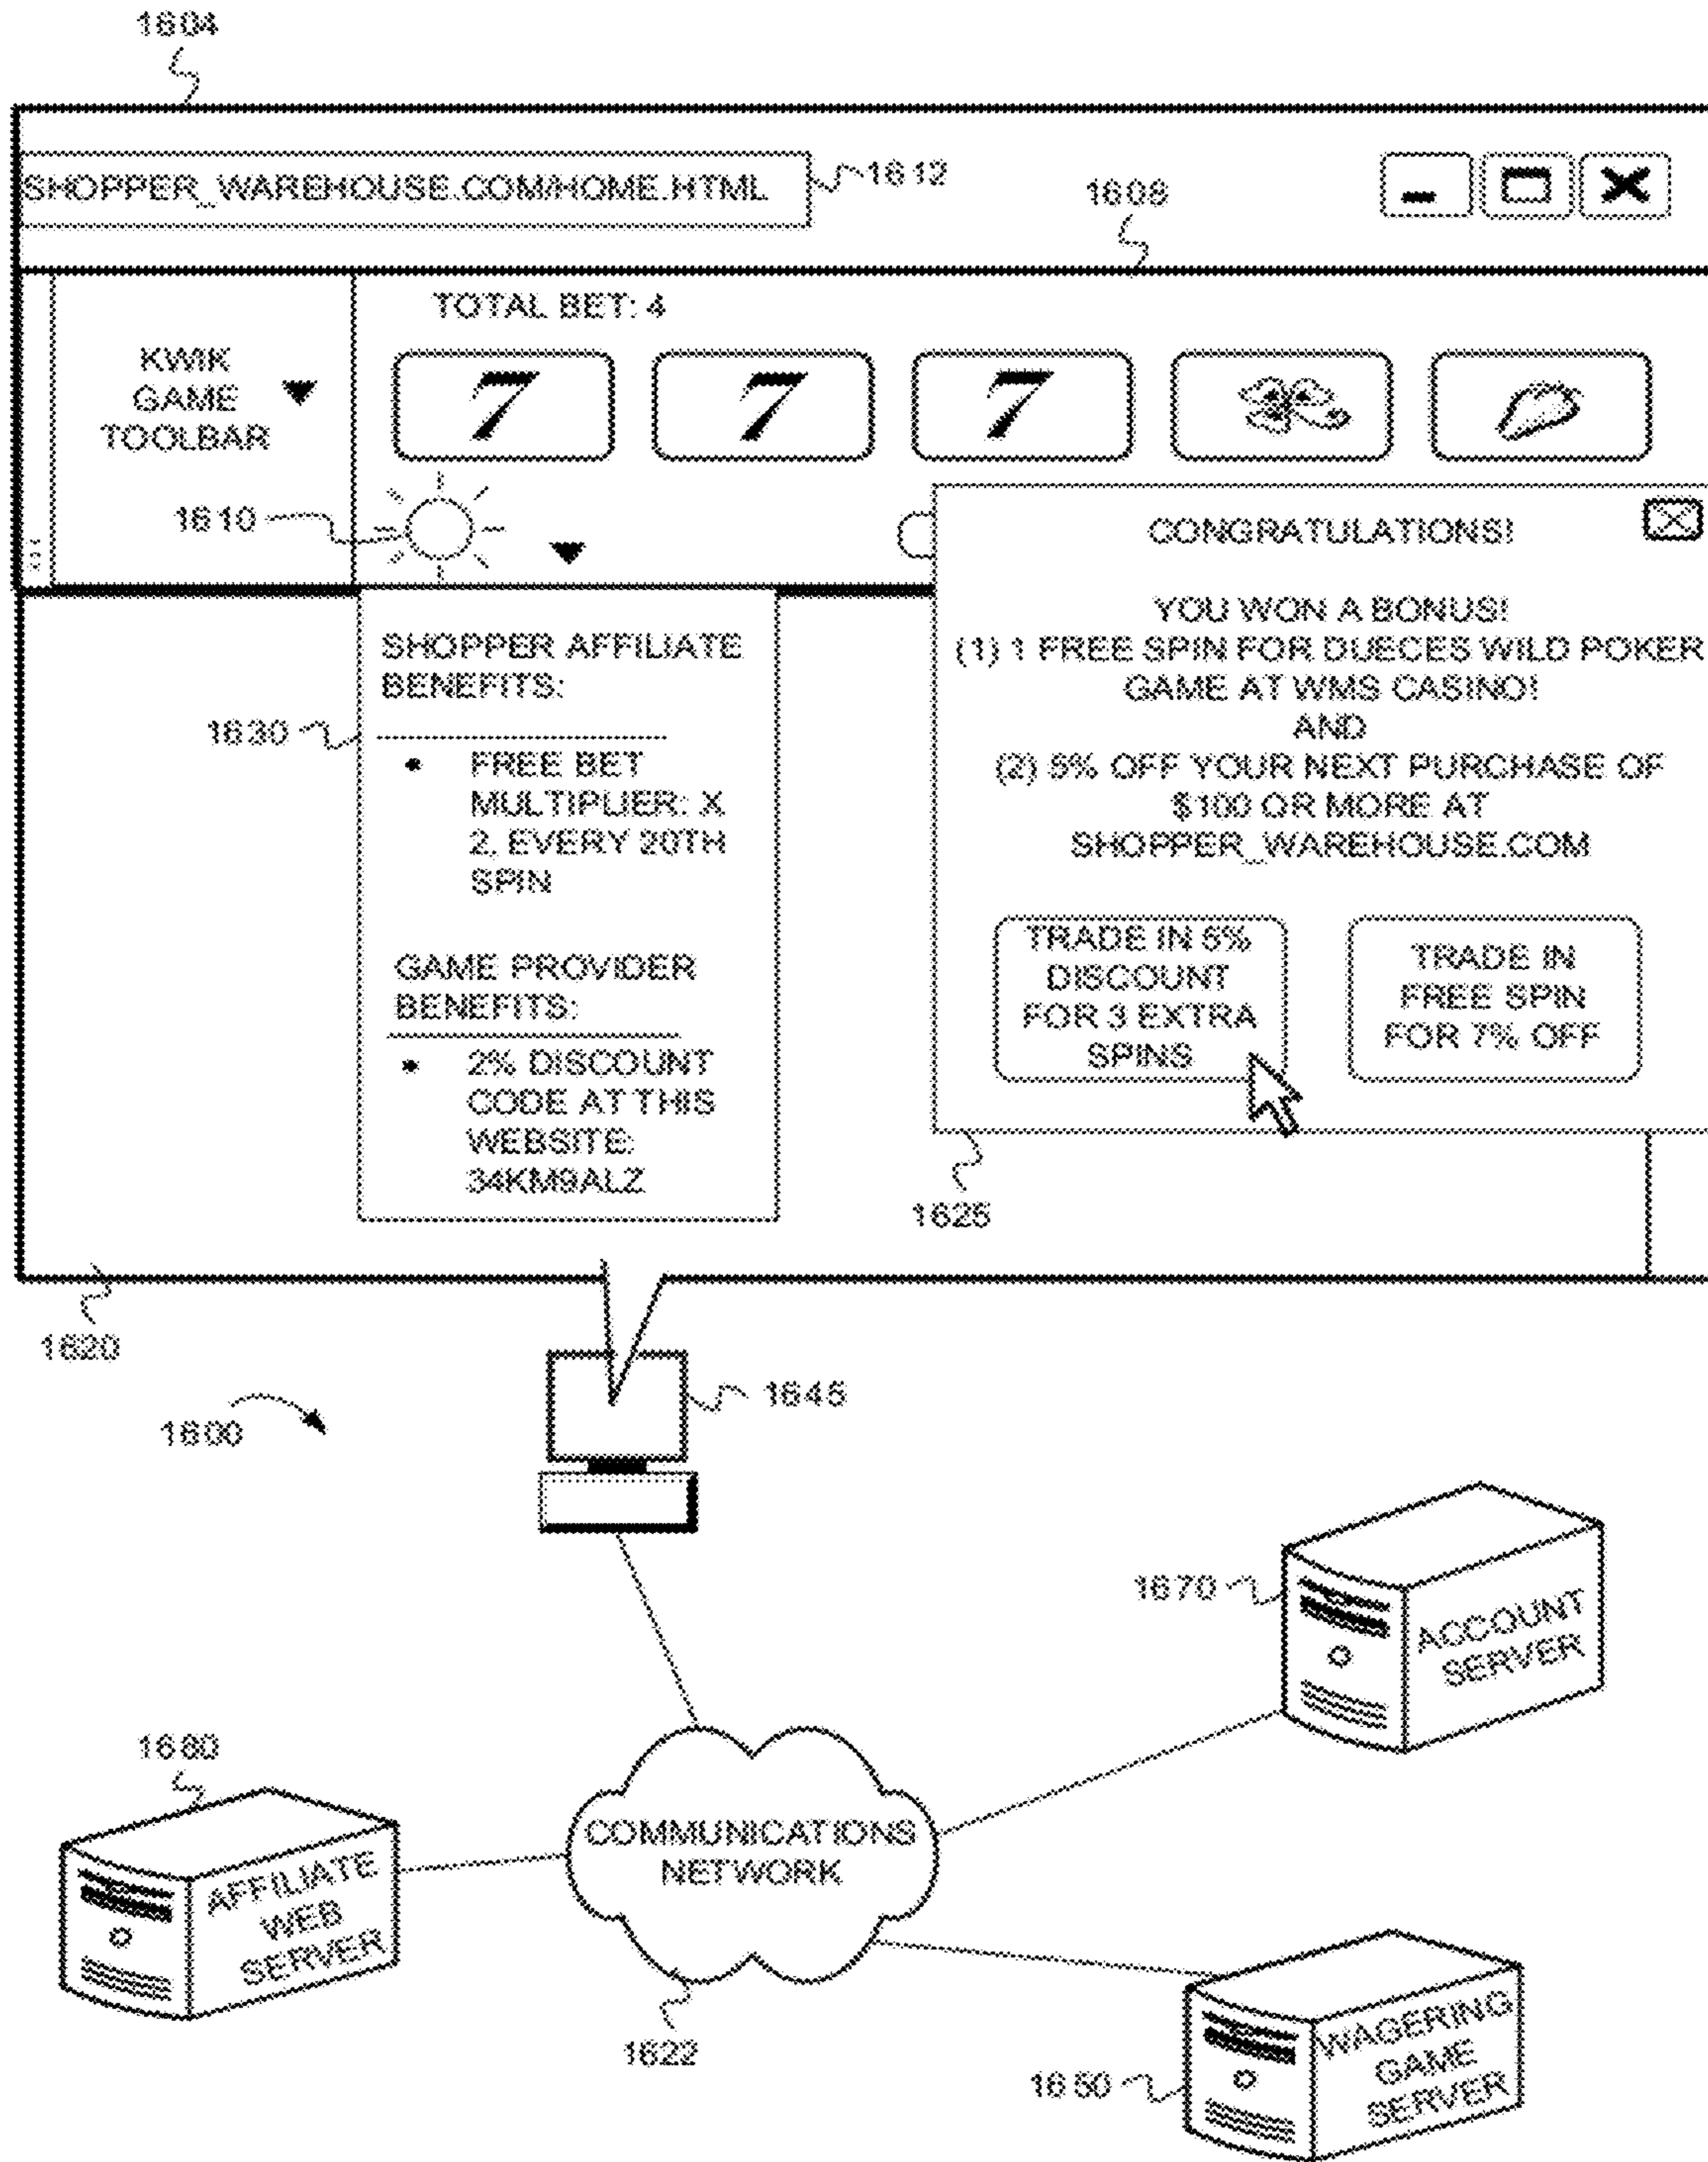 1604
SHOPPER_WAREHOUSE.COM/HOME.HTML
1612
1608
TOTAL BET: 4
KWIK
GAME
TOOLBAR
7 7 7
1610
CONGRATULATIONS!
YOU WON A BONUS!
(1) 1 FREE SPIN FOR DUECES WILD POKER
GAME AT WMS CASINO!
AND
(2) 5% OFF YOUR NEXT PURCHASE OF
$100 OR MORE AT
SHOPPER_WAREHOUSE.COM
TRADE IN 5%
DISCOUNT
FOR 3 EXTRA
SPINS
TRADE IN
FREE SPIN
FOR 7% OFF
1625
SHOPPER AFFILIATE
BENEFITS:
1630
• FREE BET
MULTIPLIER: X
2, EVERY 20TH
SPIN
GAME PROVIDER
BENEFITS:
• 2% DISCOUNT
CODE AT THIS
WEBSITE:
34KM9ALZ
1620
1645
1600
1670
ACCOUNT
SERVER
1680
AFFILIATE
WEB
SERVER
COMMUNICATIONS
NETWORK
1622
1650
WAGERING
GAME
SERVER